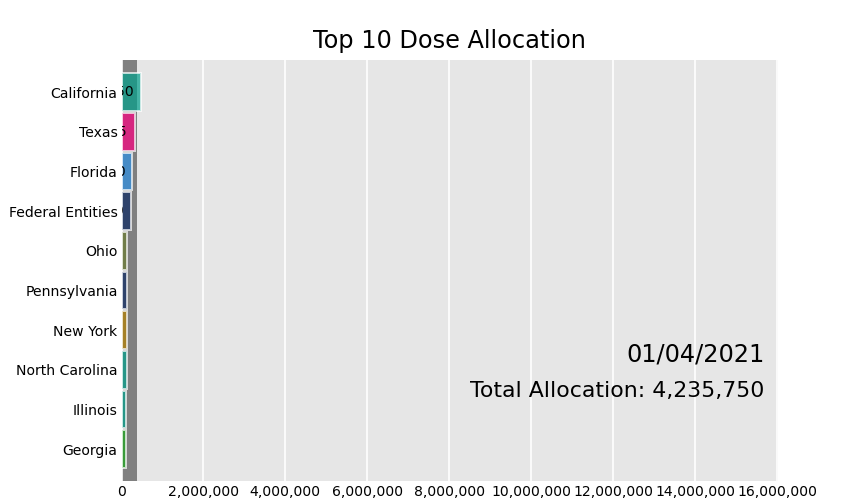 Top 10 Dose Allocation
California
Texas
Florida
Federal Entities
Ohio
Pennsylvania
New York
North Carolina
Illinois
Georgia
01/04/2021
Total Allocation: 4,235,750
0 2,000,000 4,000,000 6,000,000 8,000,000 10,000,000 12,000,000 14,000,000 16,000,000